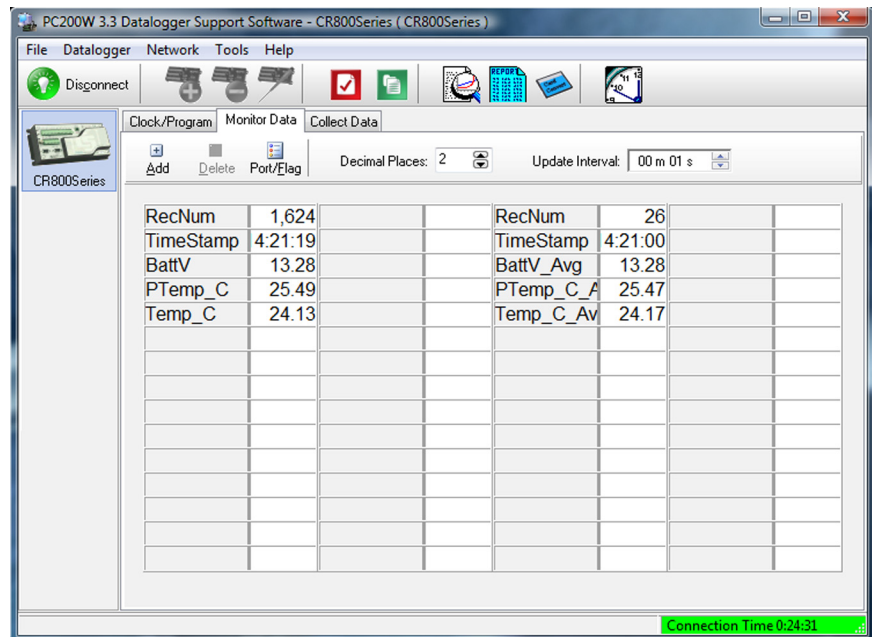 PC200W 3.3 Datalogger Support Software - CR800Series ( CR800Series )
File Datalogger Network Tools Help
Disconnect
REPORT
Clock/Program Monitor Data Collect Data
Add Delete Port/Flag Decimal Places: 2 Update Interval: 00 m 01 s
CR800Series
RecNum 1,624 RecNum 26
TimeStamp 4:21:19 TimeStamp 4:21:00
BattV 13.28 BattV_Avg 13.28
PTemp_C 25.49 PTemp_C_A 25.47
Temp_C 24.13 Temp_C_Av 24.17
Connection Time 0:24:31